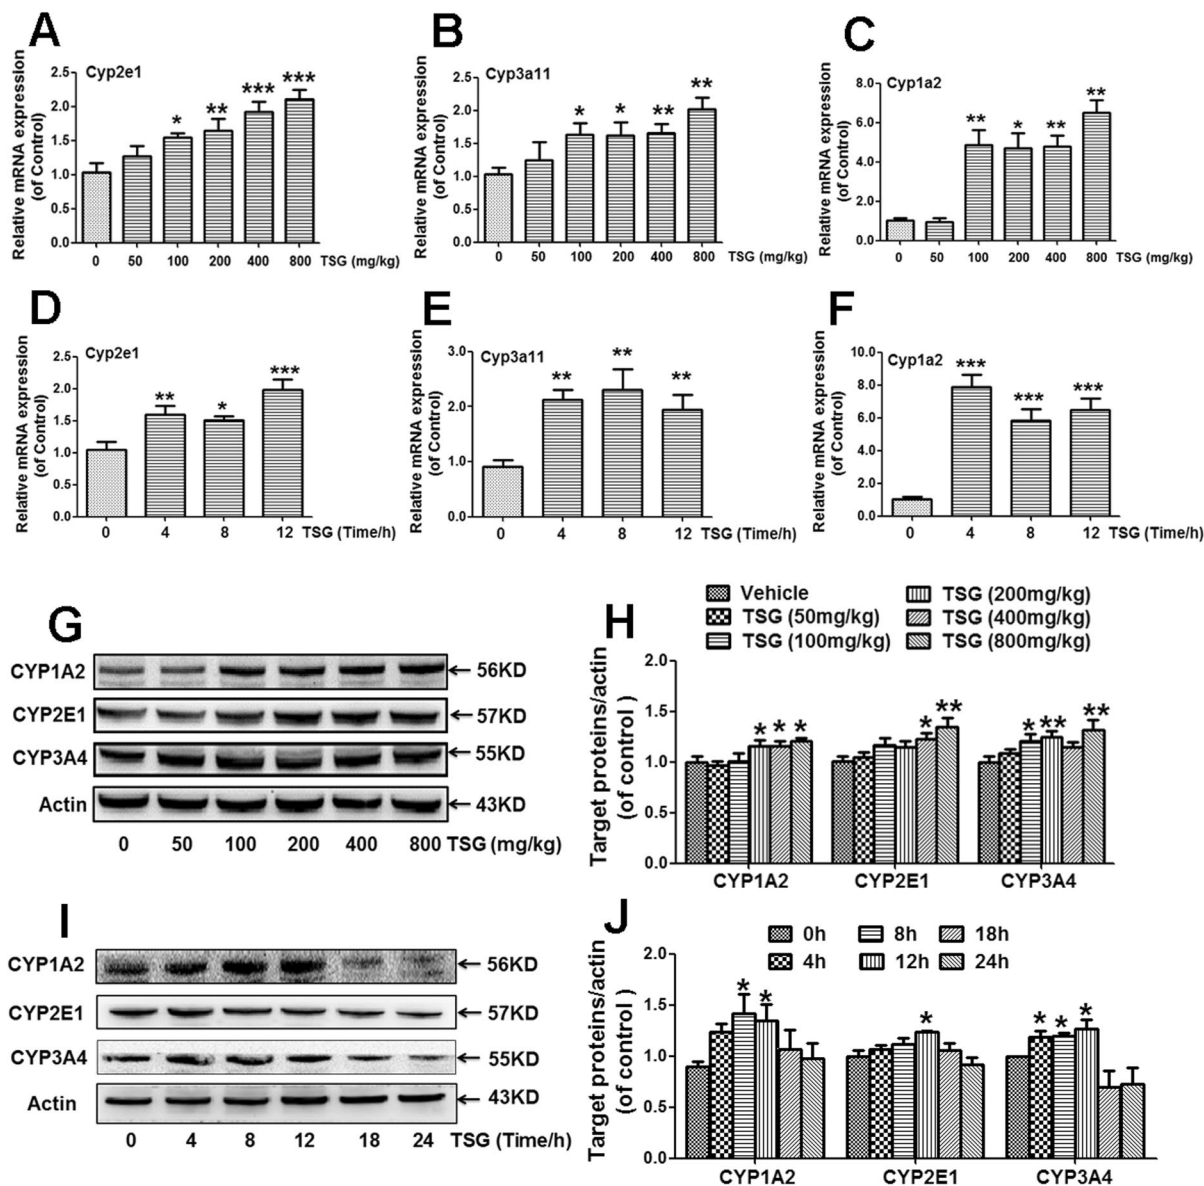 A
Cyp2e1
Relative mRNA expression
(of Control)
2.5
2.0
1.5
1.0
0.5
0.0
*
**
***
***
0 50 100 200 400 800 TSG (mg/kg)
B
Cyp3a11
Relative mRNA expression
(of Control)
2.5
2.0
1.5
1.0
0.5
0.0
*
*
**
**
0 50 100 200 400 800 TSG (mg/kg)
C
Cyp1a2
Relative mRNA expression
(of Control)
8.0
6.0
4.0
2.0
0.0
**
*
**
**
0 50 100 200 400 800 TSG (mg/kg)
D
Cyp2e1
Relative mRNA expression
(of Control)
2.5
2.0
1.5
1.0
0.5
0.0
**
*
***
0 4 8 12 TSG (Time/h)
E
Cyp3a11
Relative mRNA expression
(of Control)
3.0
2.0
1.0
0.0
**
**
**
0 4 8 12 TSG (Time/h)
F
Cyp1a2
Relative mRNA expression
(of Control)
10.0
8.0
6.0
4.0
2.0
0.0
***
***
***
0 4 8 12 TSG (Time/h)
G
CYP1A2 56KD
CYP2E1 57KD
CYP3A4 55KD
Actin 43KD
0 50 100 200 400 800 TSG (mg/kg)
H
Vehicle
TSG (50mg/kg)
TSG (100mg/kg)
TSG (200mg/kg)
TSG (400mg/kg)
TSG (800mg/kg)
Target proteins/actin
(of control )
2.0
1.5
1.0
0.5
0.0
* * *
* **
* ** **
CYP1A2 CYP2E1 CYP3A4
I
CYP1A2 56KD
CYP2E1 57KD
CYP3A4 55KD
Actin 43KD
0 4 8 12 18 24 TSG (Time/h)
J
0h 8h 18h
4h 12h 24h
Target proteins/actin
(of control )
2.0
1.5
1.0
0.5
0.0
* *
*
* * *
CYP1A2 CYP2E1 CYP3A4